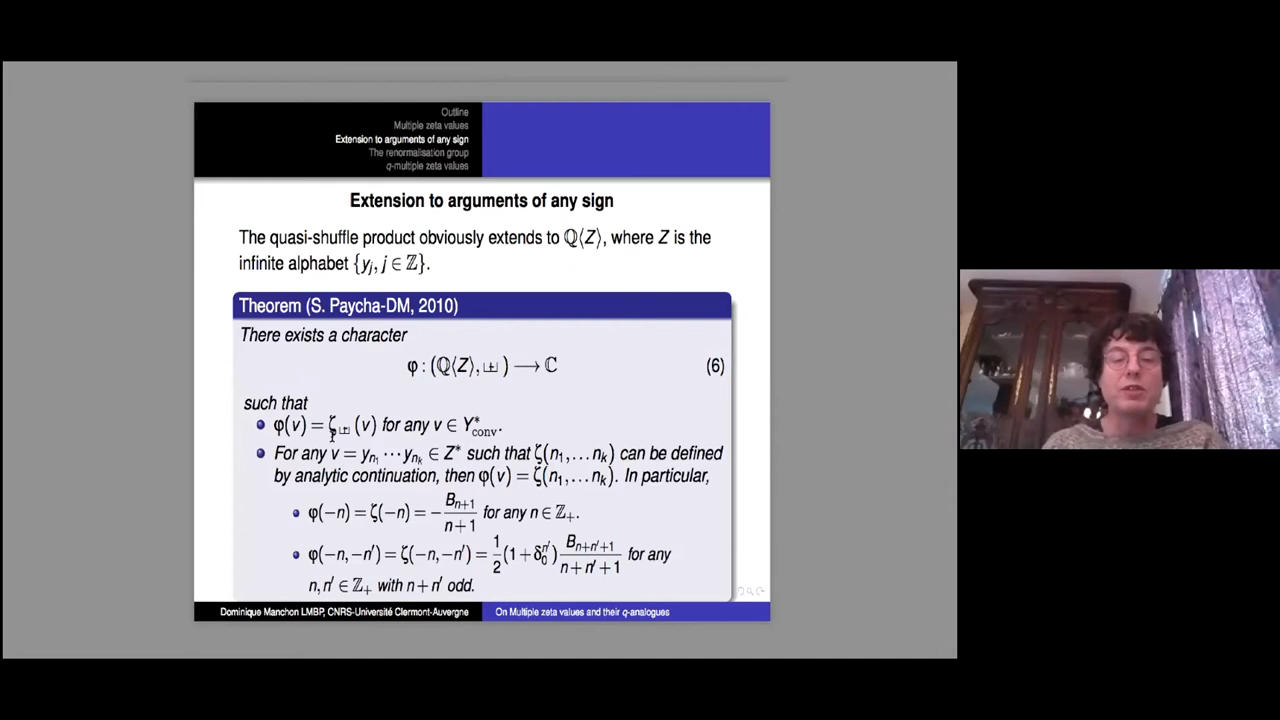 Outline
Multiple zeta values
Extension to arguments of any sign
The renormalisation group
q-multiple zeta values
Extension to arguments of any sign
The quasi-shuffle product obviously extends to ℚ⟨Z⟩, where Z is the
infinite alphabet {y_j, j ∈ ℤ}.
Theorem (S. Paycha-DM, 2010)
There exists a character
φ : (ℚ⟨Z⟩, ⧢) ⟶ ℂ (6)
such that
φ(v) = ζ_⧢(v) for any v ∈ Y*_conv.
For any v = y_{n_1} ⋯ y_{n_k} ∈ Z* such that ζ(n_1, … n_k) can be defined
by analytic continuation, then φ(v) = ζ(n_1, … n_k). In particular,
φ(−n) = ζ(−n) = −B_{n+1}/(n+1) for any n ∈ ℤ_+.
φ(−n, −n′) = ζ(−n, −n′) = 1/2(1 + δ_0^{n′}) B_{n+n′+1}/(n+n′+1) for any
n, n′ ∈ ℤ_+ with n + n′ odd.
Dominique Manchon LMBP, CNRS-Université Clermont-Auvergne On Multiple zeta values and their q-analogues